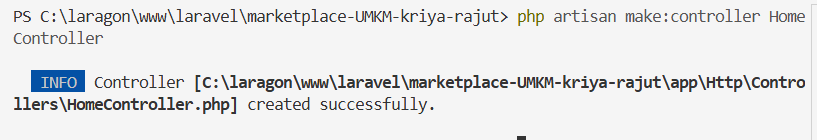 PS C:\laragon\www\laravel\marketplace-UMKM-kriya-rajut> php artisan make:controller Home
Controller
INFO Controller [C:\laragon\www\laravel\marketplace-UMKM-kriya-rajut\app\Http\Contro
llers\HomeController.php] created successfully.